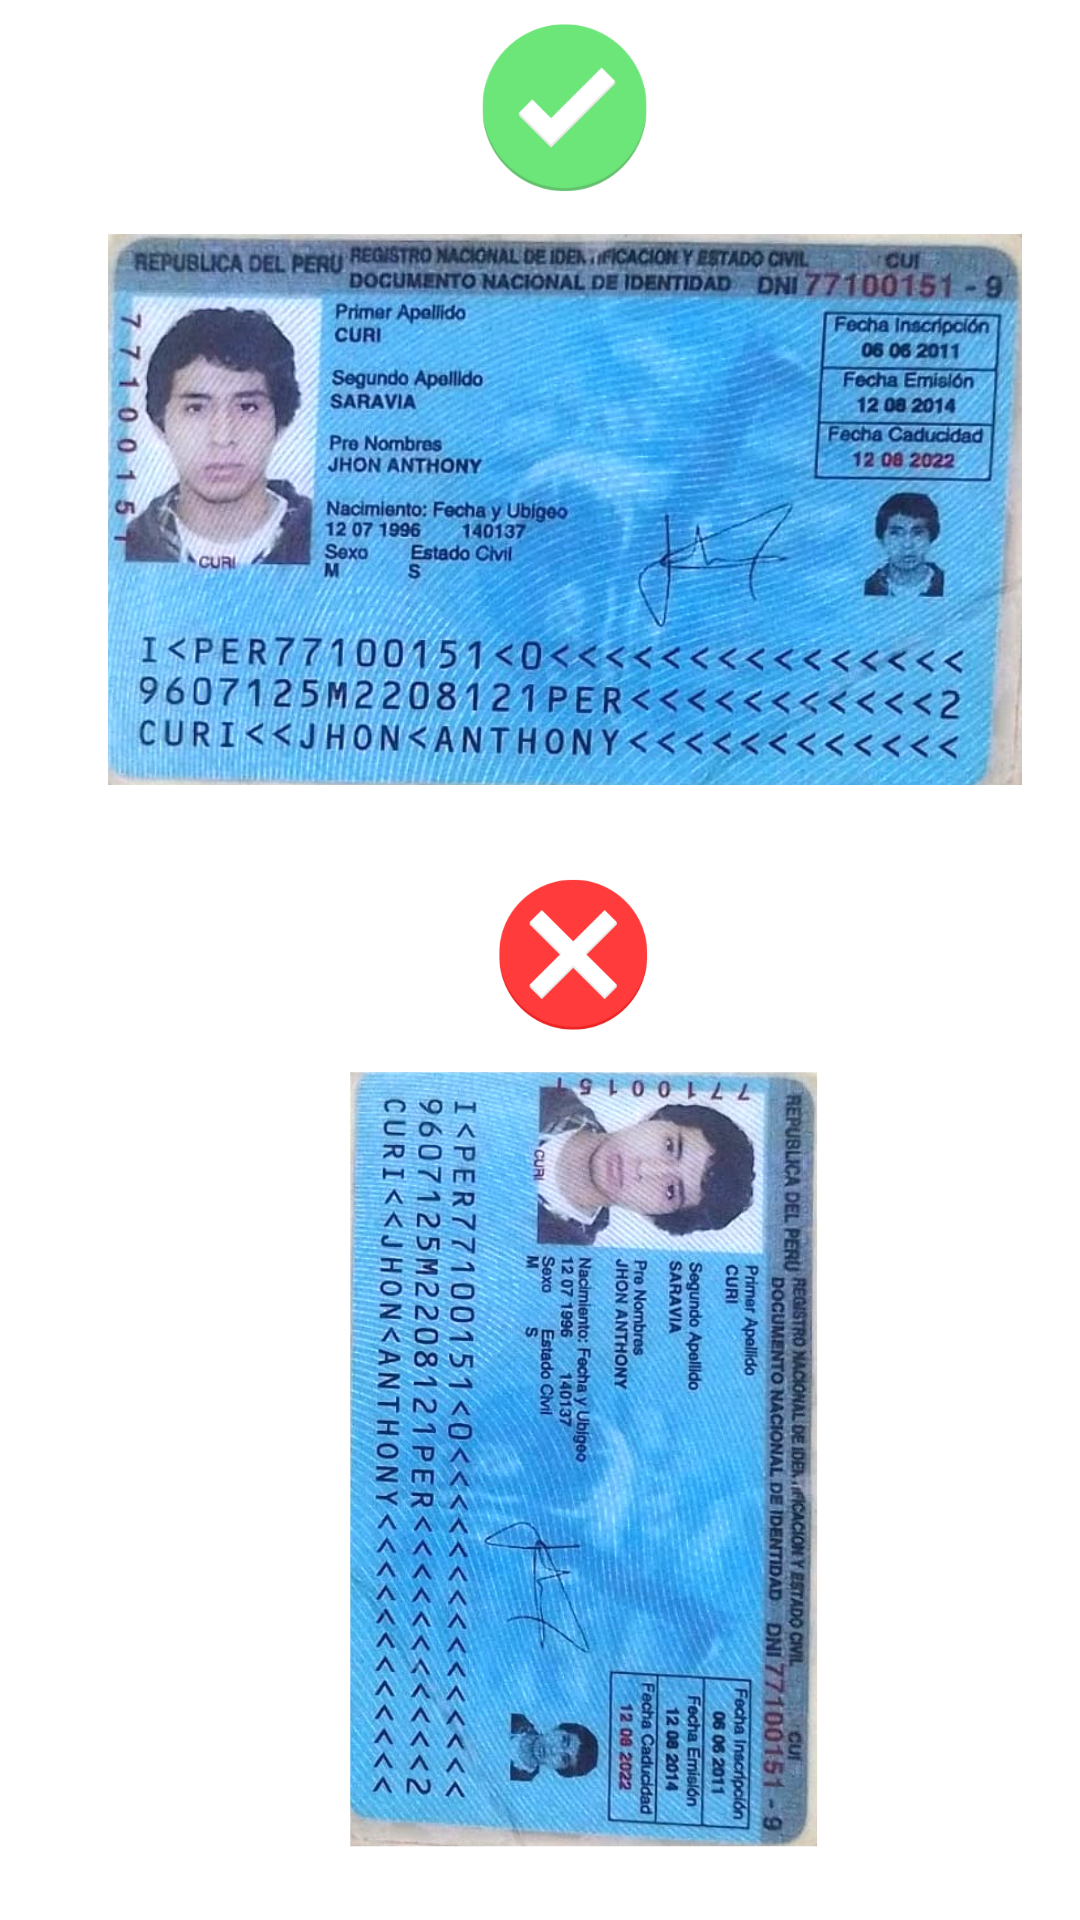 REPUBLICA DEL PERU REGISTRO NACIONAL DE IDENTIFICACION Y ESTADO CIVIL CUI
DOCUMENTO NACIONAL DE IDENTIDAD DNI 77100151 - 9
77100151
Primer Apellido
CURI
Segundo Apellido
SARAVIA
Pre Nombres
JHON ANTHONY
Nacimiento: Fecha y Ubigeo
12 07 1996 140137
Sexo Estado Civil
M S
CURI
Fecha Inscripción
06 06 2011
Fecha Emisión
12 08 2014
Fecha Caducidad
12 08 2022
I<PER77100151<0<<<<<<<<<<<<<<<
9607125M2208121PER<<<<<<<<<<<2
CURI<<JHON<ANTHONY<<<<<<<<<<<<
REPUBLICA DEL PERU REGISTRO NACIONAL DE IDENTIFICACION Y ESTADO CIVIL CUI
DOCUMENTO NACIONAL DE IDENTIDAD DNI 77100151 - 9
77100151
Primer Apellido
CURI
Segundo Apellido
SARAVIA
Pre Nombres
JHON ANTHONY
Nacimiento: Fecha y Ubigeo
12 07 1996 140137
Sexo Estado Civil
M S
CURI
Fecha Inscripción
06 06 2011
Fecha Emisión
12 08 2014
Fecha Caducidad
12 08 2022
I<PER77100151<0<<<<<<<<<<<<<<<
9607125M2208121PER<<<<<<<<<<<2
CURI<<JHON<ANTHONY<<<<<<<<<<<<